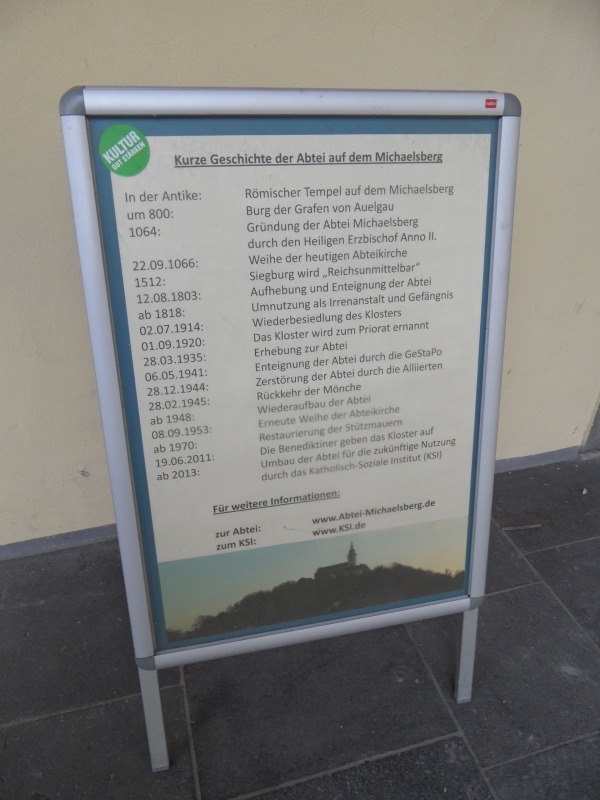 KULTUR
GUT STÄRKEN
Kurze Geschichte der Abtei auf dem Michaelsberg
In der Antike: Römischer Tempel auf dem Michaelsberg
um 800: Burg der Grafen von Auelgau
1064: Gründung der Abtei Michaelsberg
durch den Heiligen Erzbischof Anno II.
22.09.1066: Weihe der heutigen Abteikirche
1512: Siegburg wird „Reichsunmittelbar“
12.08.1803: Aufhebung und Enteignung der Abtei
ab 1818: Umnutzung als Irrenanstalt und Gefängnis
02.07.1914: Wiederbesiedlung des Klosters
01.09.1920: Das Kloster wird zum Priorat ernannt
28.03.1935: Erhebung zur Abtei
06.05.1941: Enteignung der Abtei durch die GeStaPo
28.12.1944: Zerstörung der Abtei durch die Alliierten
28.02.1945: Rückkehr der Mönche
ab 1948: Wiederaufbau der Abtei
08.09.1953: Erneute Weihe der Abteikirche
ab 1970: Restaurierung der Stützmauern
19.06.2011: Die Benediktiner geben das Kloster auf
ab 2013: Umbau der Abtei für die zukünftige Nutzung
durch das Katholisch-Soziale Institut (KSI)
Für weitere Informationen:
zur Abtei: www.Abtei-Michaelsberg.de
zum KSI: www.KSI.de